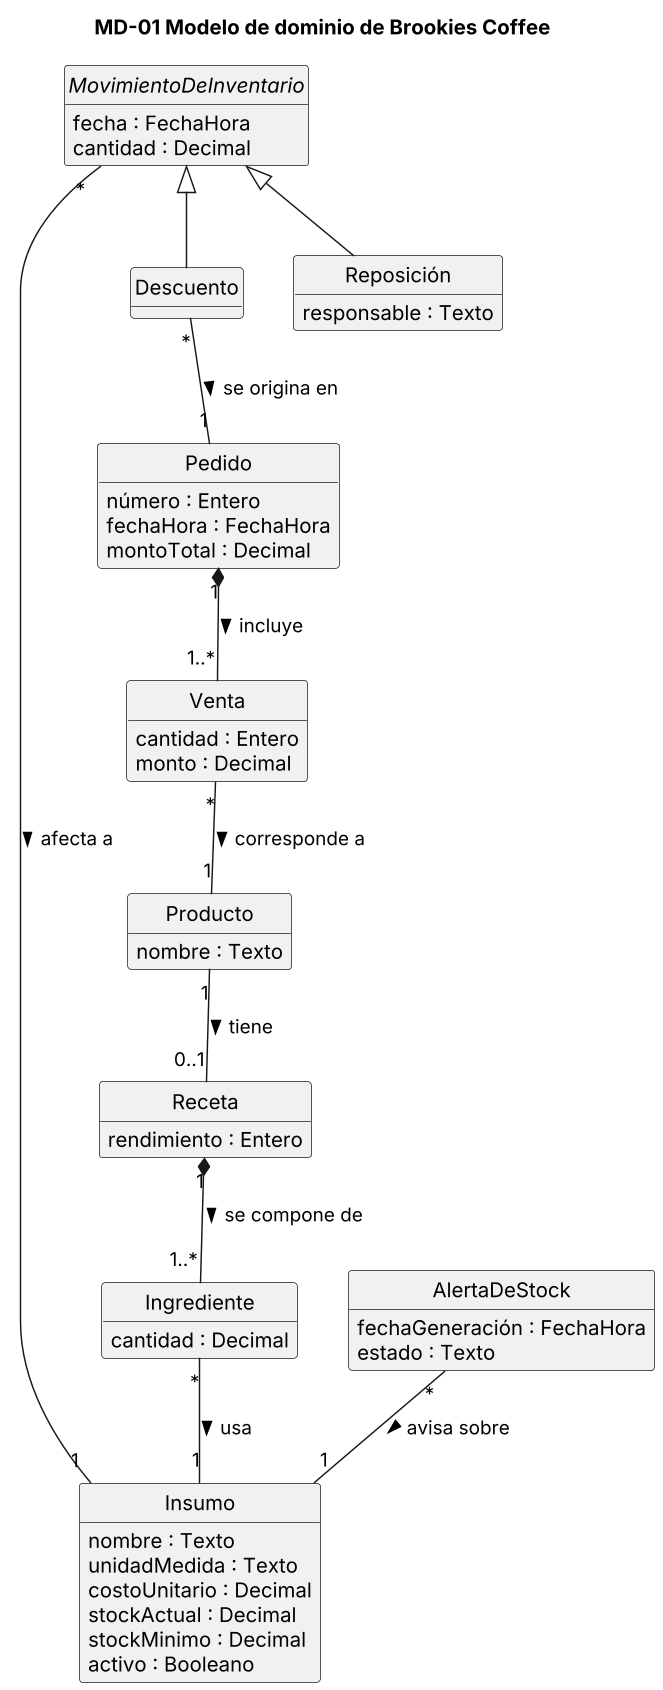 MD-01 Modelo de dominio de Brookies Coffee
MovimientoDeInventario
fecha : FechaHora
cantidad : Decimal
*
Descuento
Reposición
responsable : Texto
*
se origina en
1
Pedido
número : Entero
fechaHora : FechaHora
montoTotal : Decimal
1
incluye
1..*
Venta
cantidad : Entero
monto : Decimal
*
afecta a
corresponde a
1
Producto
nombre : Texto
1
tiene
0..1
Receta
rendimiento : Entero
1
se compone de
1..*
Ingrediente
cantidad : Decimal
AlertaDeStock
fechaGeneración : FechaHora
estado : Texto
*
*
usa
avisa sobre
1
1
1
Insumo
nombre : Texto
unidadMedida : Texto
costoUnitario : Decimal
stockActual : Decimal
stockMinimo : Decimal
activo : Booleano